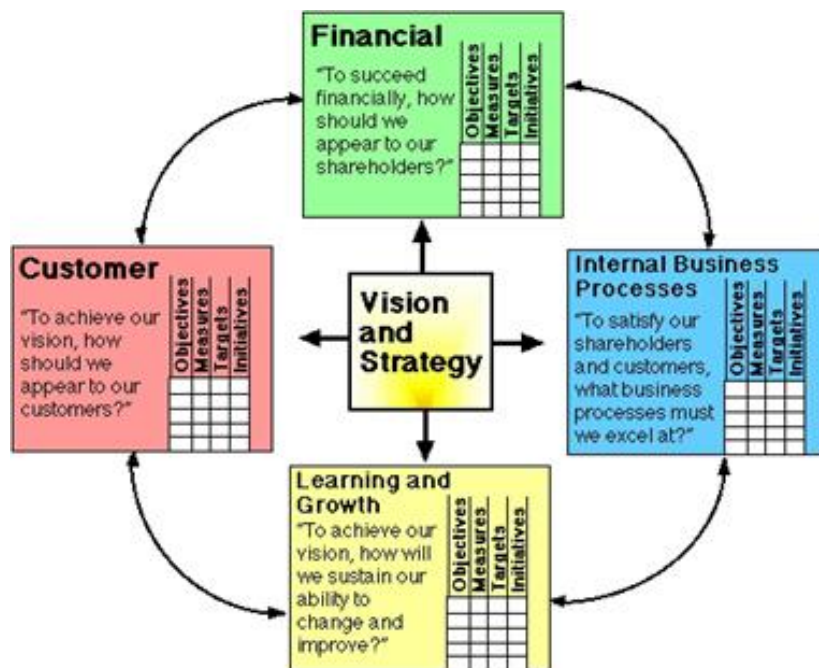 Financial
"To succeed
financially, how
should we
appear to our
shareholders?"
Objectives
Measures
Targets
Initiatives
Customer
"To achieve our
vision, how
should we
appear to our
customers?"
Objectives
Measures
Targets
Initiatives
Vision
and
Strategy
Internal Business
Processes
"To satisfy our
shareholders
and customers,
what business
processes must
we excel at?"
Objectives
Measures
Targets
Initiatives
Learning and
Growth
"To achieve our
vision, how will
we sustain our
ability to
change and
improve?"
Objectives
Measures
Targets
Initiatives